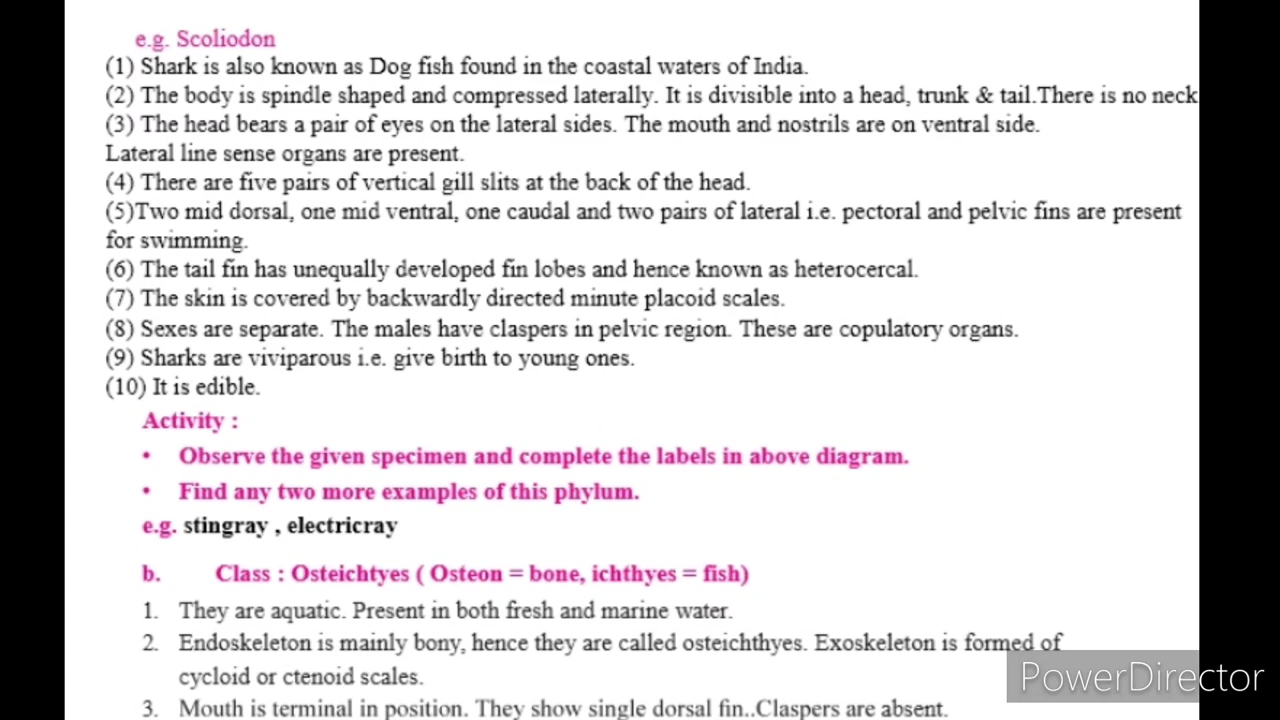 e.g. Scoliodon
(1) Shark is also known as Dog fish found in the coastal waters of India.
(2) The body is spindle shaped and compressed laterally. It is divisible into a head, trunk & tail.There is no neck
(3) The head bears a pair of eyes on the lateral sides. The mouth and nostrils are on ventral side.
Lateral line sense organs are present.
(4) There are five pairs of vertical gill slits at the back of the head.
(5)Two mid dorsal, one mid ventral, one caudal and two pairs of lateral i.e. pectoral and pelvic fins are present
for swimming.
(6) The tail fin has unequally developed fin lobes and hence known as heterocercal.
(7) The skin is covered by backwardly directed minute placoid scales.
(8) Sexes are separate. The males have claspers in pelvic region. These are copulatory organs.
(9) Sharks are viviparous i.e. give birth to young ones.
(10) It is edible.
Activity :
• Observe the given specimen and complete the labels in above diagram.
• Find any two more examples of this phylum.
e.g. stingray , electricray
b. Class : Osteichtyes ( Osteon = bone, ichthyes = fish)
1. They are aquatic. Present in both fresh and marine water.
2. Endoskeleton is mainly bony, hence they are called osteichthyes. Exoskeleton is formed of
cycloid or ctenoid scales.
3. Mouth is terminal in position. They show single dorsal fin..Claspers are absent.
PowerDirector